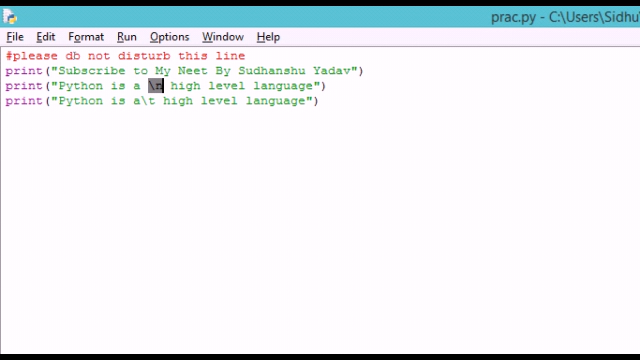 prac.py - C:\Users\Sidhu
File Edit Format Run Options Window Help
#please db not disturb this line
print("Subscribe to My Neet By Sudhanshu Yadav")
print("Python is a \n high level language")
print("Python is a\t high level language")